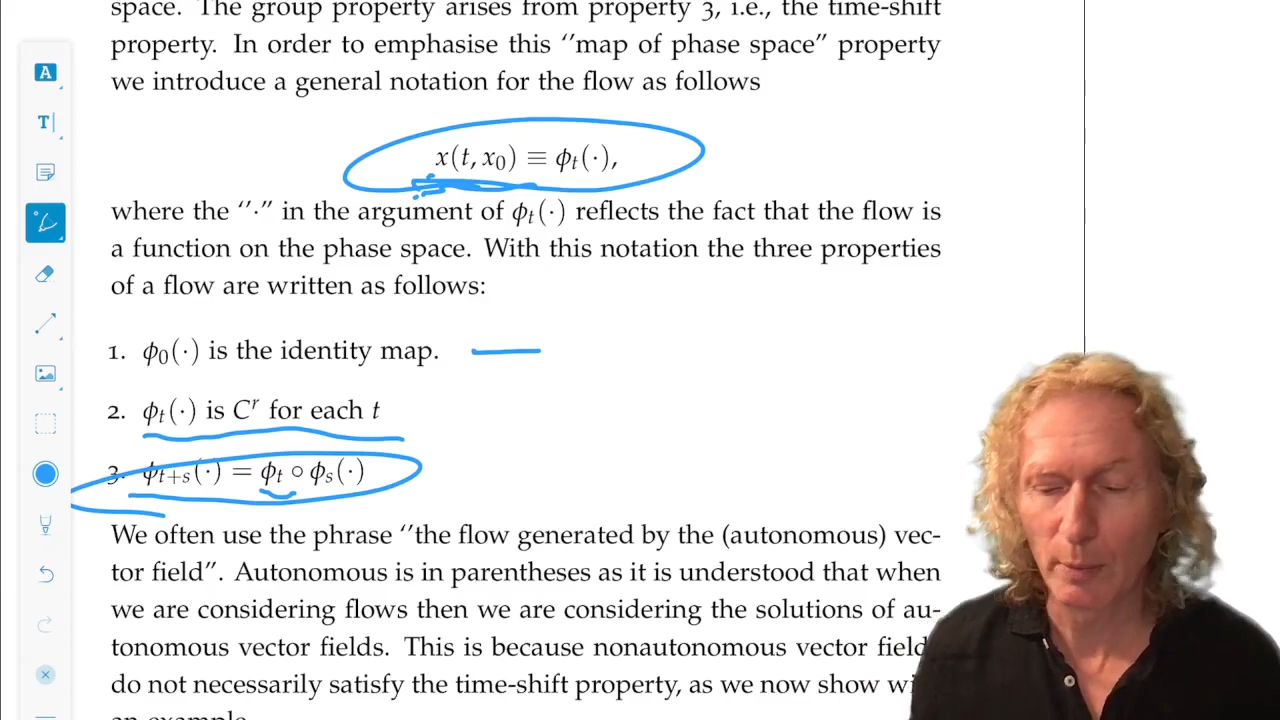 space. The group property arises from property 3, i.e., the time-shift
property. In order to emphasise this ‘‘map of phase space” property
we introduce a general notation for the flow as follows
x(t, x₀) ≡ ϕₜ(·),
where the ‘‘·” in the argument of ϕₜ(·) reflects the fact that the flow is
a function on the phase space. With this notation the three properties
of a flow are written as follows:
1. ϕ₀(·) is the identity map.
2. ϕₜ(·) is Cʳ for each t
3. ϕₜ₊ₛ(·) = ϕₜ ∘ ϕₛ(·)
We often use the phrase ‘‘the flow generated by the (autonomous) vec-
tor field”. Autonomous is in parentheses as it is understood that when
we are considering flows then we are considering the solutions of au-
tonomous vector fields. This is because nonautonomous vector field
do not necessarily satisfy the time-shift property, as we now show
an example
A
T